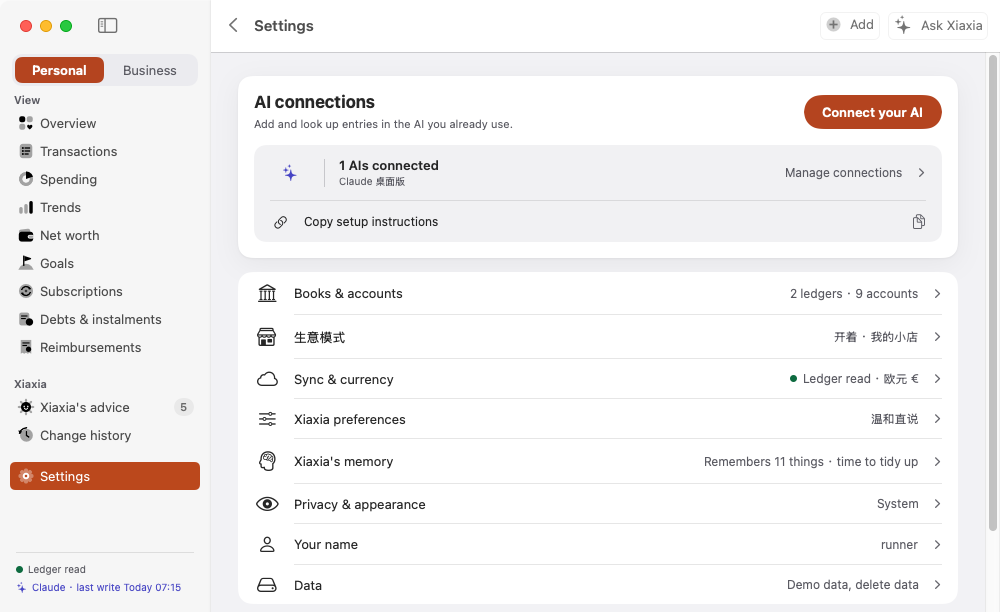 Settings
Add
Ask Xiaxia
Personal
Business
View
Overview
Transactions
Spending
Trends
Net worth
Goals
Subscriptions
Debts & instalments
Reimbursements
Xiaxia
Xiaxia's advice
5
Change history
Settings
Ledger read
Claude · last write Today 07:15
AI connections
Add and look up entries in the AI you already use.
Connect your AI
1 AIs connected
Claude 桌面版
Manage connections
Copy setup instructions
Books & accounts
2 ledgers · 9 accounts
生意模式
开着 · 我的小店
Sync & currency
Ledger read · 欧元 €
Xiaxia preferences
温和直说
Xiaxia's memory
Remembers 11 things · time to tidy up
Privacy & appearance
System
Your name
runner
Data
Demo data, delete data